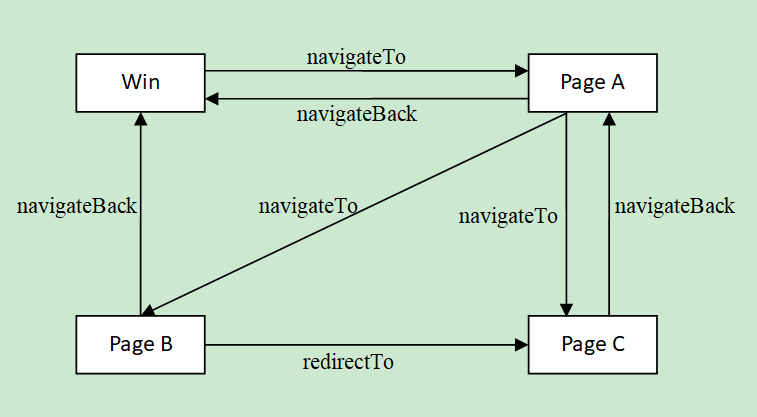 navigateTo
Win
Page A
navigateBack
navigateBack
navigateTo
navigateTo
navigateBack
Page B
Page C
redirectTo